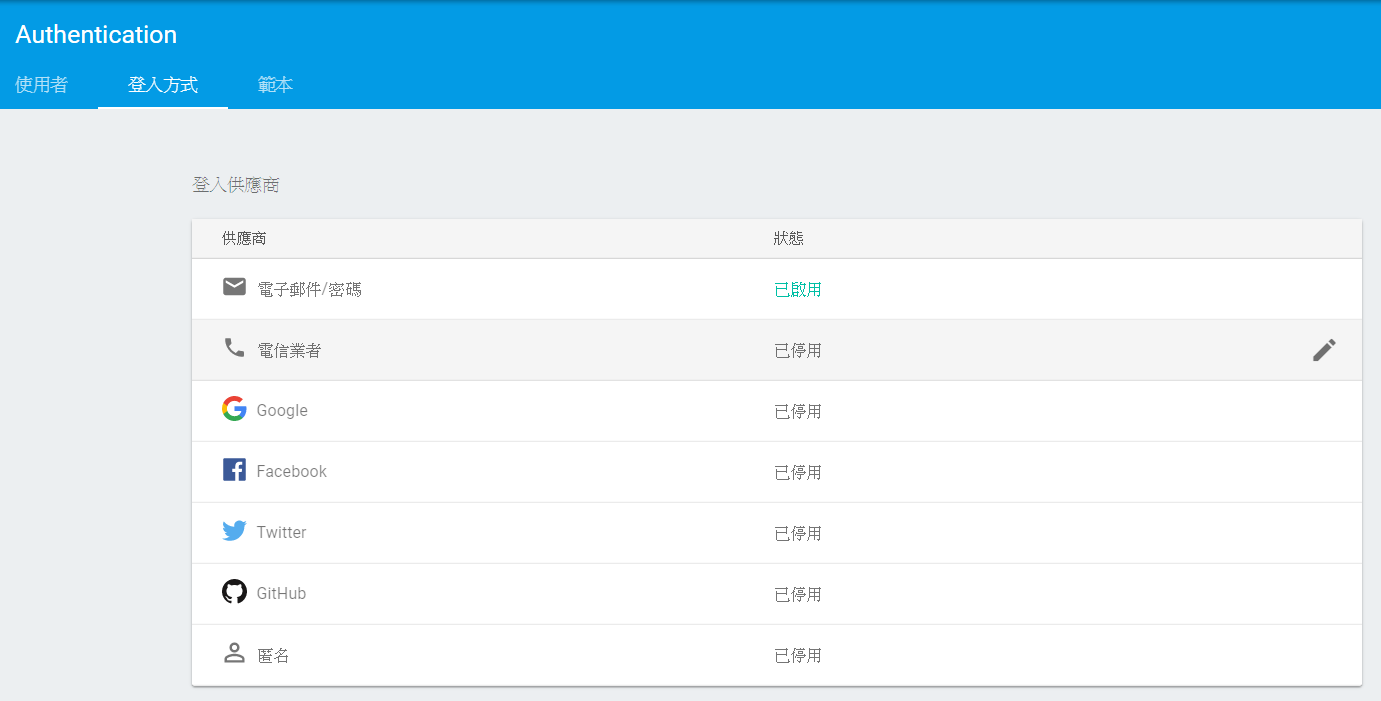 Authentication
使用者 登入方式 範本
登入供應商
供應商 狀態
電子郵件/密碼 已啟用
電信業者 已停用
Google 已停用
Facebook 已停用
Twitter 已停用
GitHub 已停用
匿名 已停用